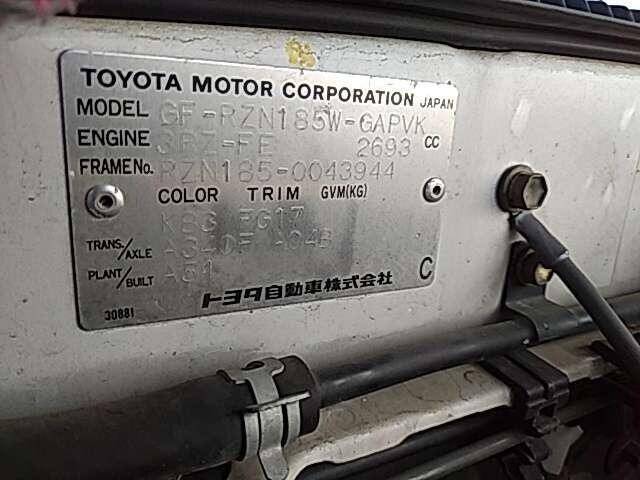 TOYOTA MOTOR CORPORATION JAPAN
MODEL GF-RZN185W-GAPVK
ENGINE 3RZ-FE 2693 CC
FRAME No. RZN185-0043944
COLOR TRIM GVM(KG)
KBG FG17
TRANS./AXLE A340F A04B
PLANT/BUILT A61
C
トヨタ自動車株式会社
30881